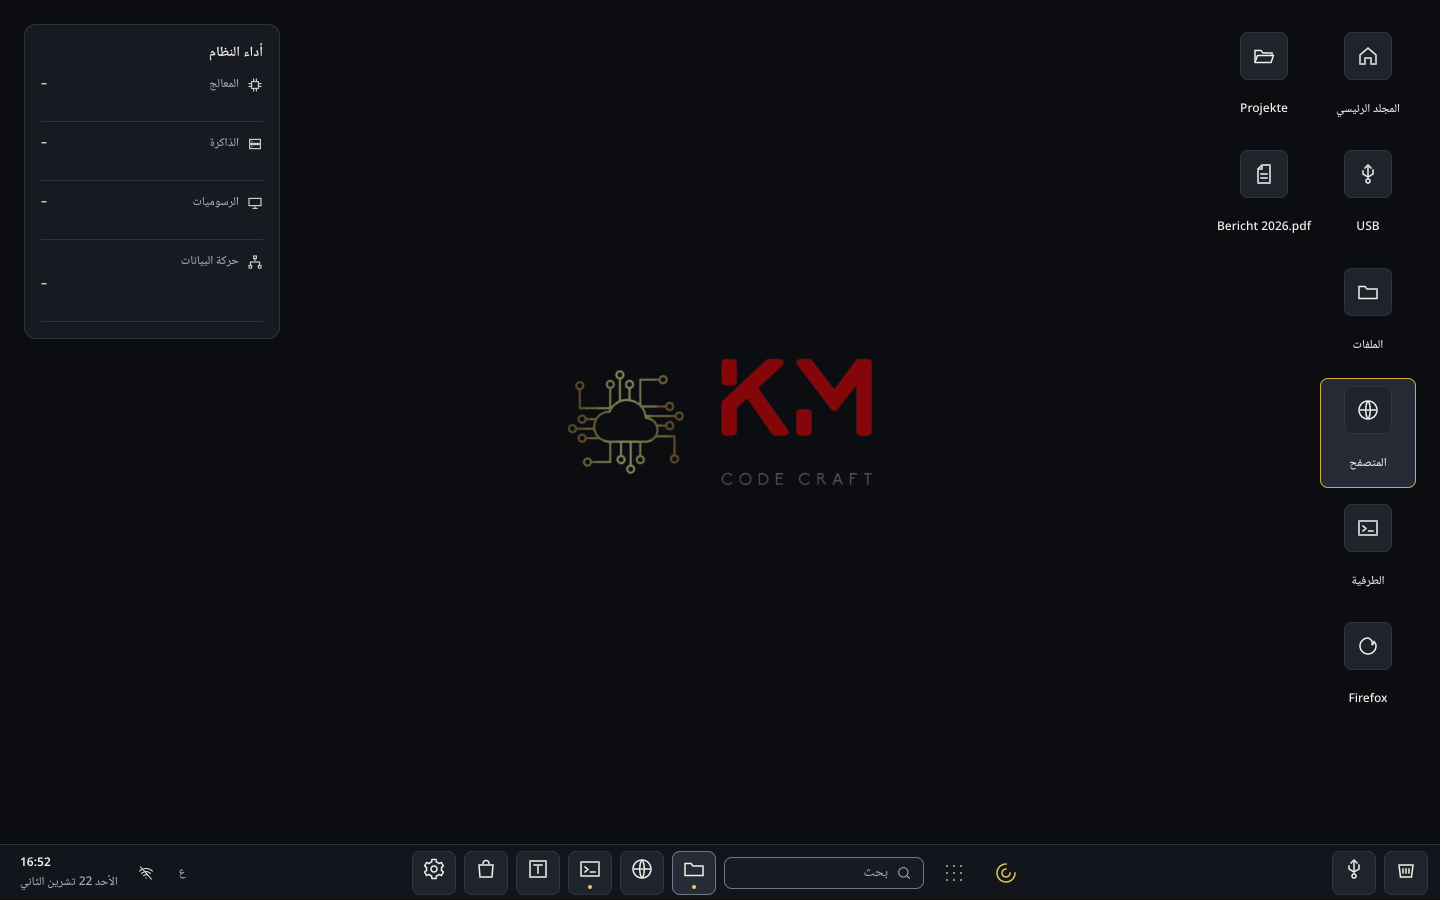 أداء النظام
المعالج
–
الذاكرة
–
الرسوميات
–
حركة البيانات
–
المجلد الرئيسي
Projekte
USB
Bericht 2026.pdf
الملفات
المتصفح
الطرفية
Firefox
KM
CODE CRAFT
بحث
T
ع
16:52
الأحد 22 تشرين الثاني